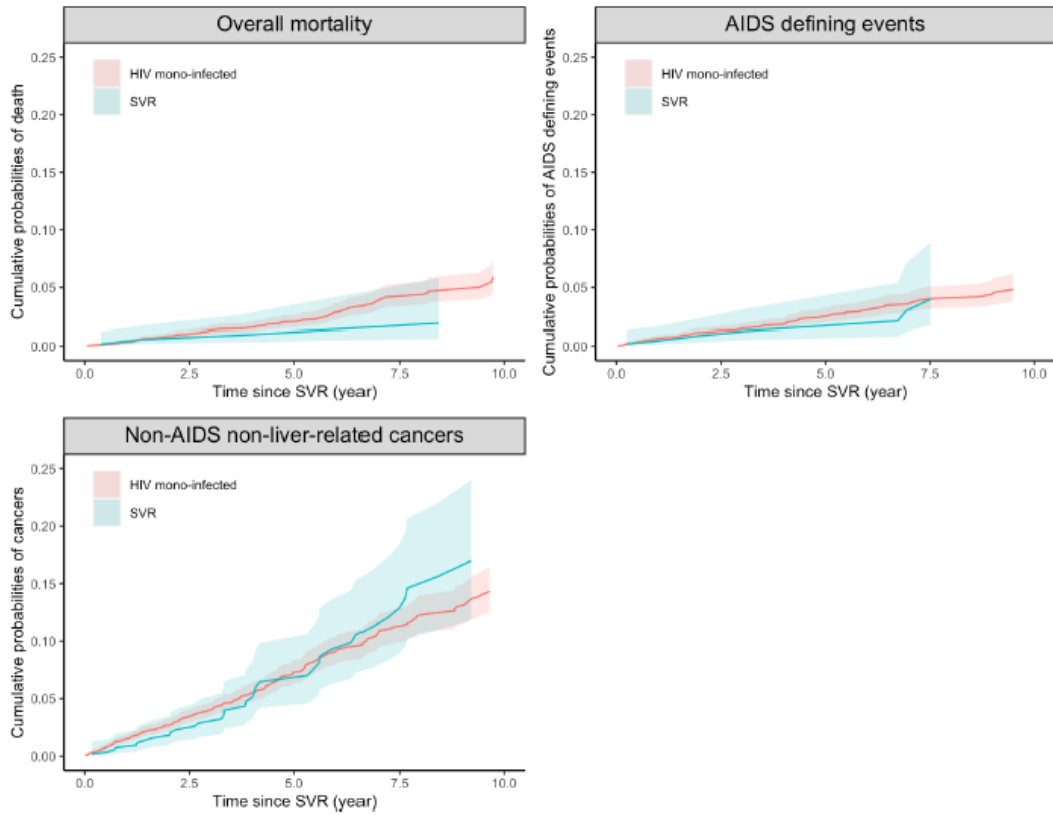 Overall mortality
Cumulative probabilities of death
0.25
0.20
0.15
0.10
0.05
0.00
HIV mono-infected
SVR
0.0 2.5 5.0 7.5 10.0
Time since SVR (year)
AIDS defining events
Cumulative probabilities of AIDS defining events
0.25
0.20
0.15
0.10
0.05
0.00
HIV mono-infected
SVR
0.0 2.5 5.0 7.5 10.0
Time since SVR (year)
Non-AIDS non-liver-related cancers
Cumulative probabilities of cancers
0.25
0.20
0.15
0.10
0.05
0.00
HIV mono-infected
SVR
0.0 2.5 5.0 7.5 10.0
Time since SVR (year)